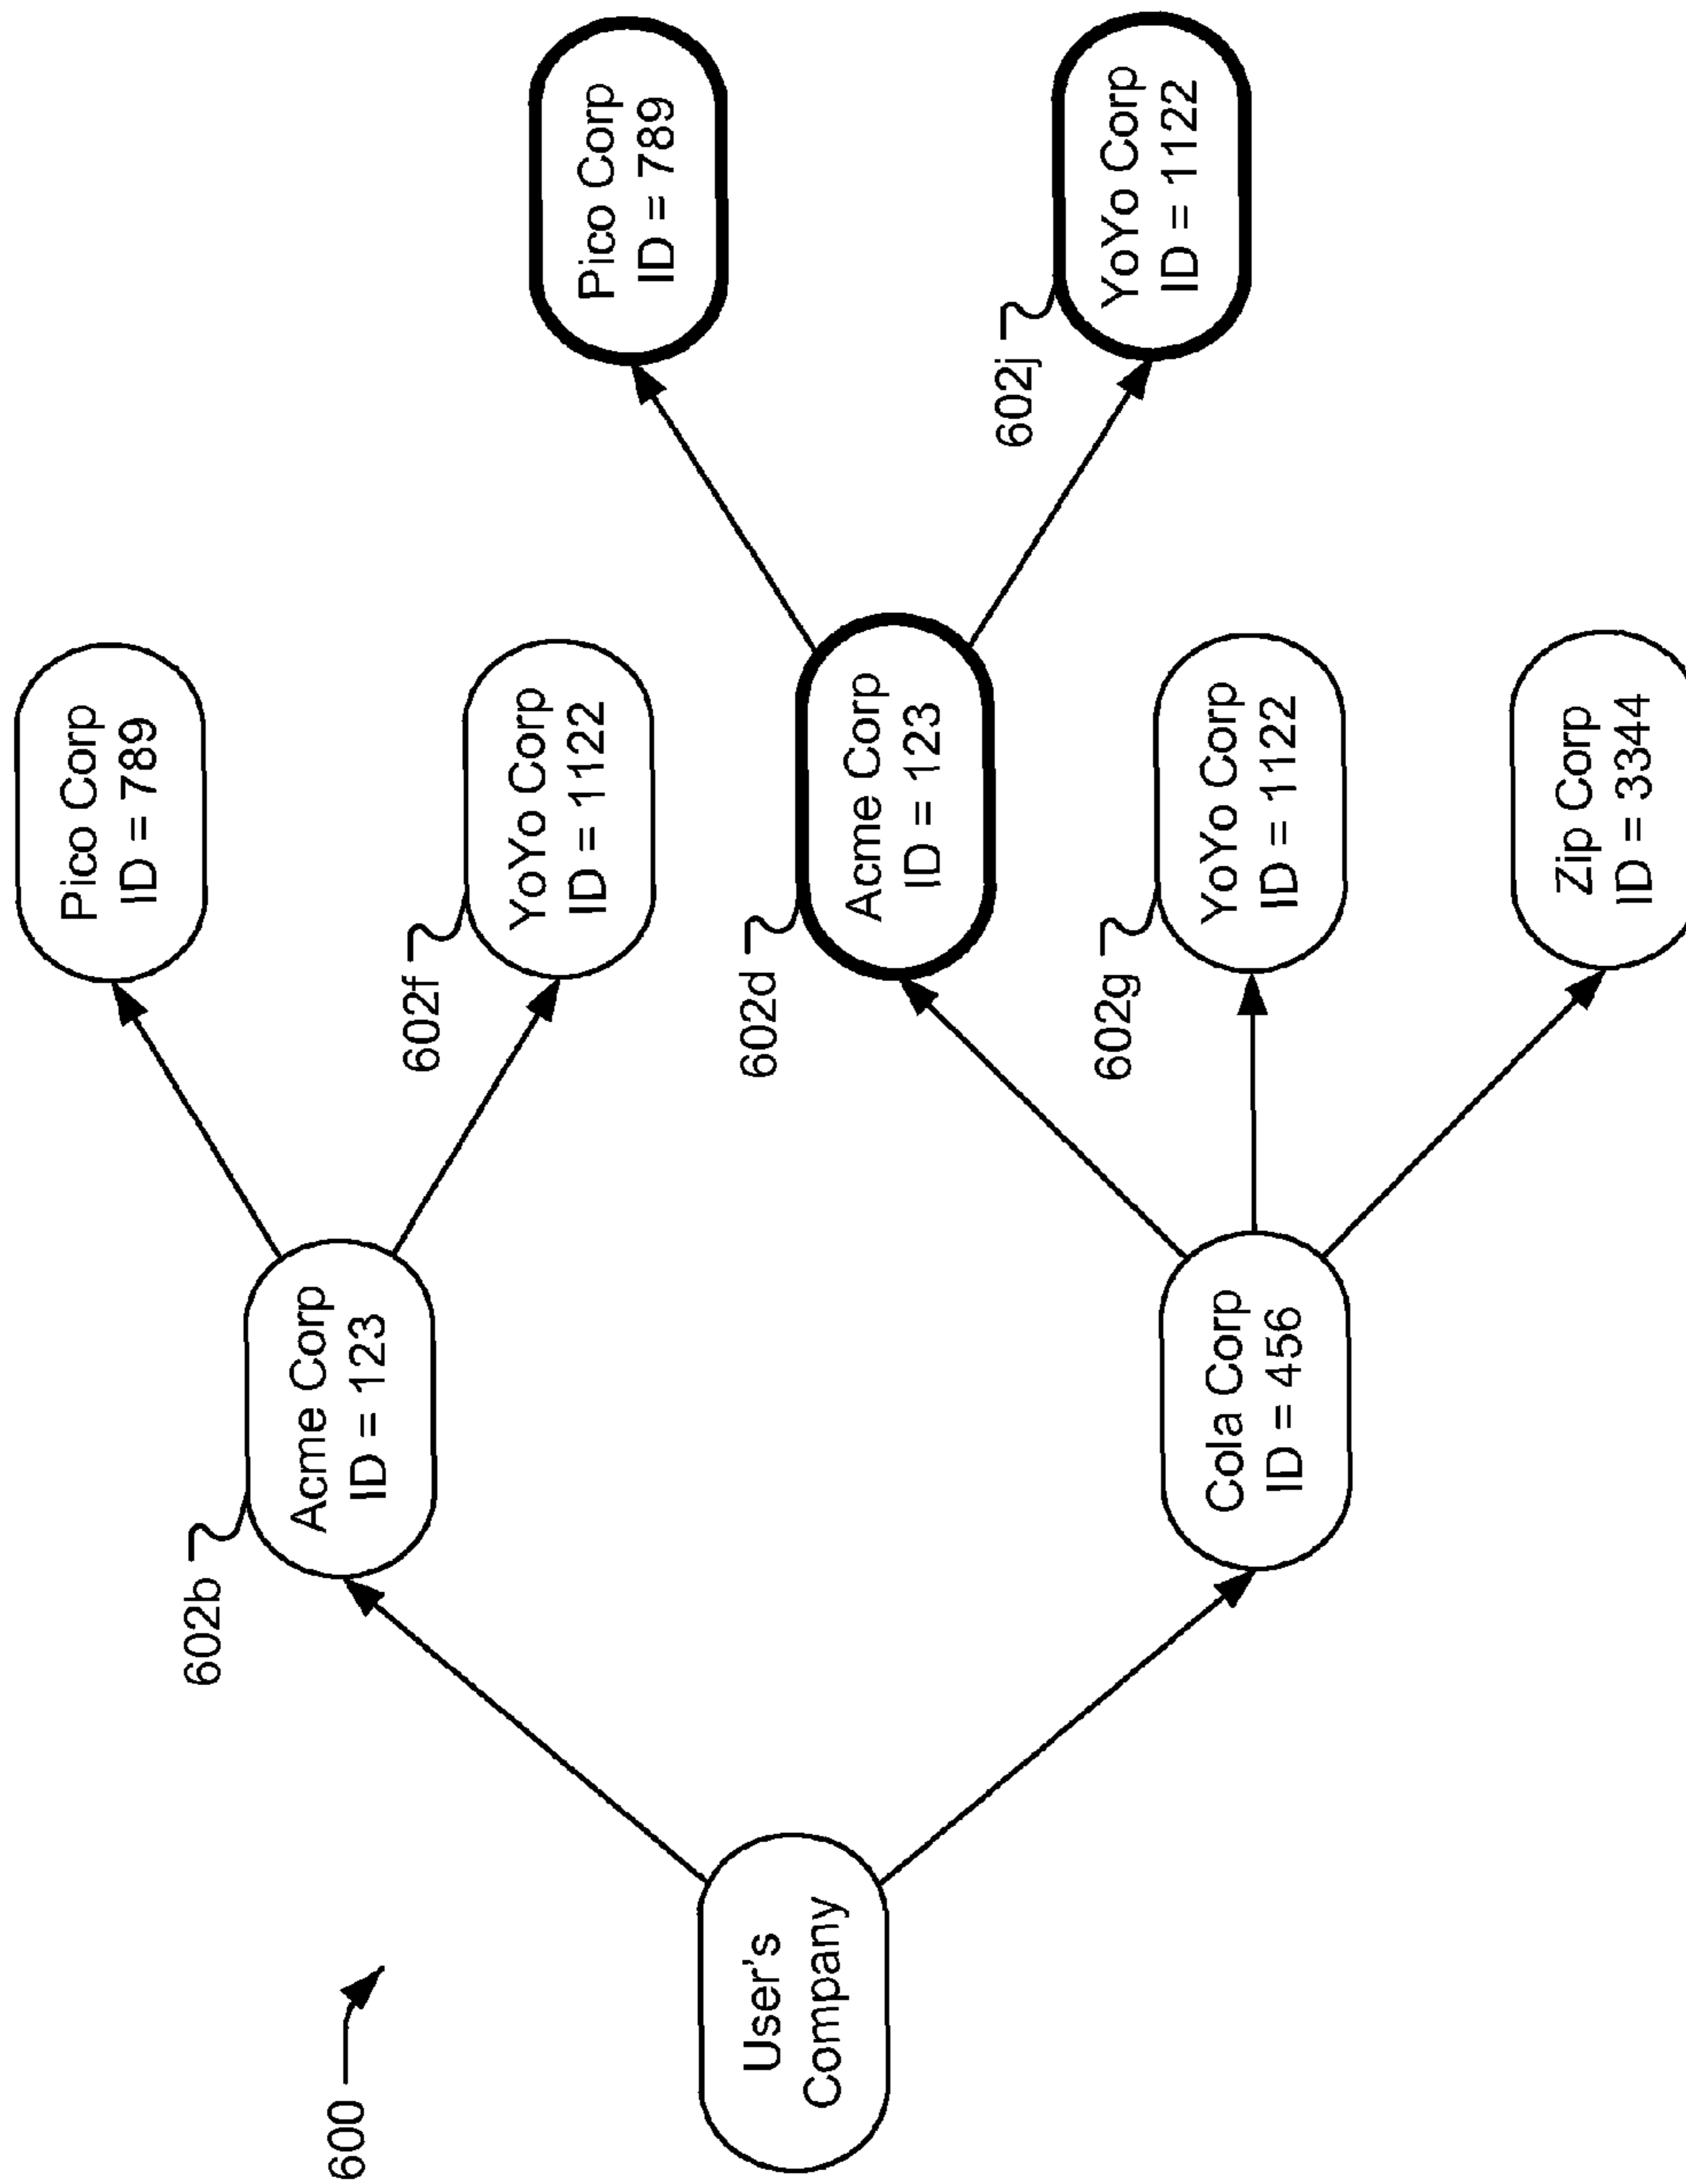 600
User's
Company
602b
Acme Corp
ID = 123
Cola Corp
ID = 456
Pico Corp
ID = 789
602f
YoYo Corp
ID = 1122
602d
Acme Corp
ID = 123
602g
YoYo Corp
ID = 1122
Zip Corp
ID = 3344
Pico Corp
ID = 789
602j
YoYo Corp
ID = 1122